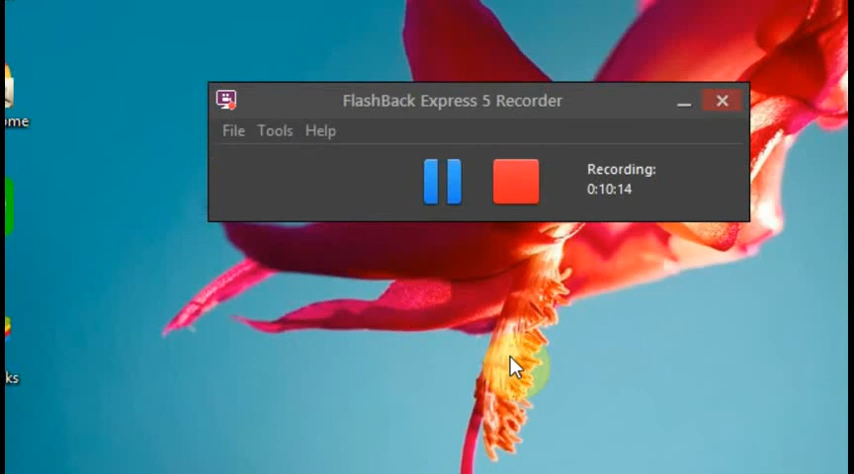 FlashBack Express 5 Recorder
File Tools Help
Recording:
0:10:14
ome
ks